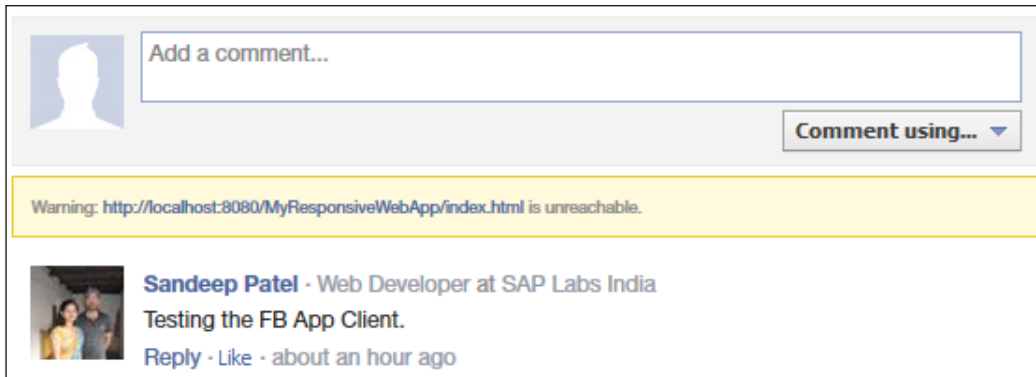 Add a comment...
Comment using...
Warning: http://localhost:8080/MyResponsiveWebApp/index.html is unreachable.
Sandeep Patel · Web Developer at SAP Labs India
Testing the FB App Client.
Reply · Like · about an hour ago